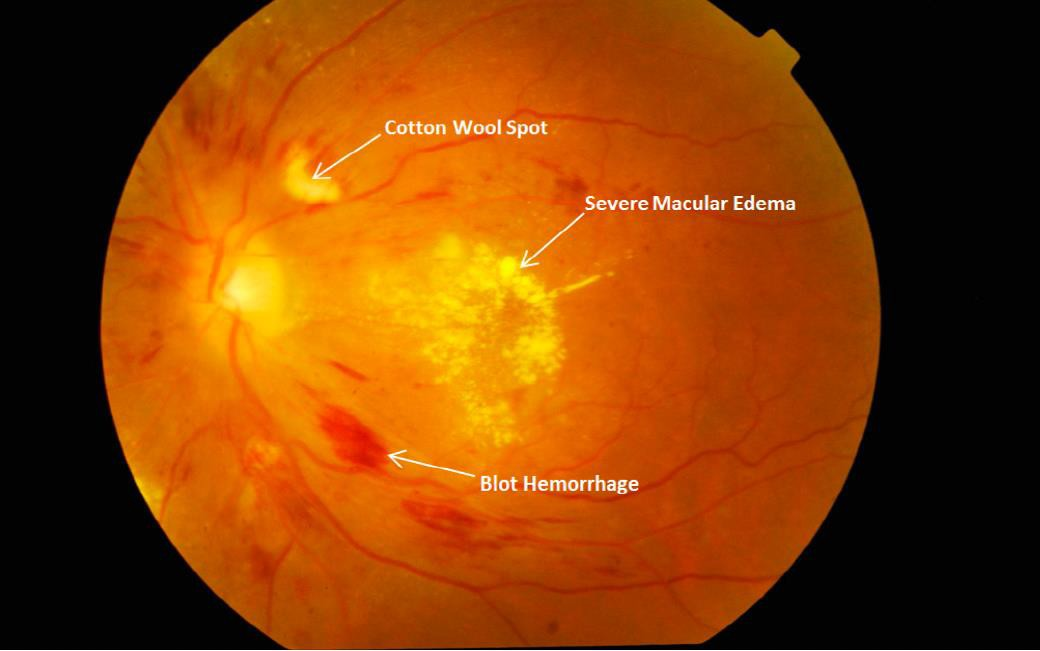 Cotton Wool Spot
Severe Macular Edema
Blot Hemorrhage